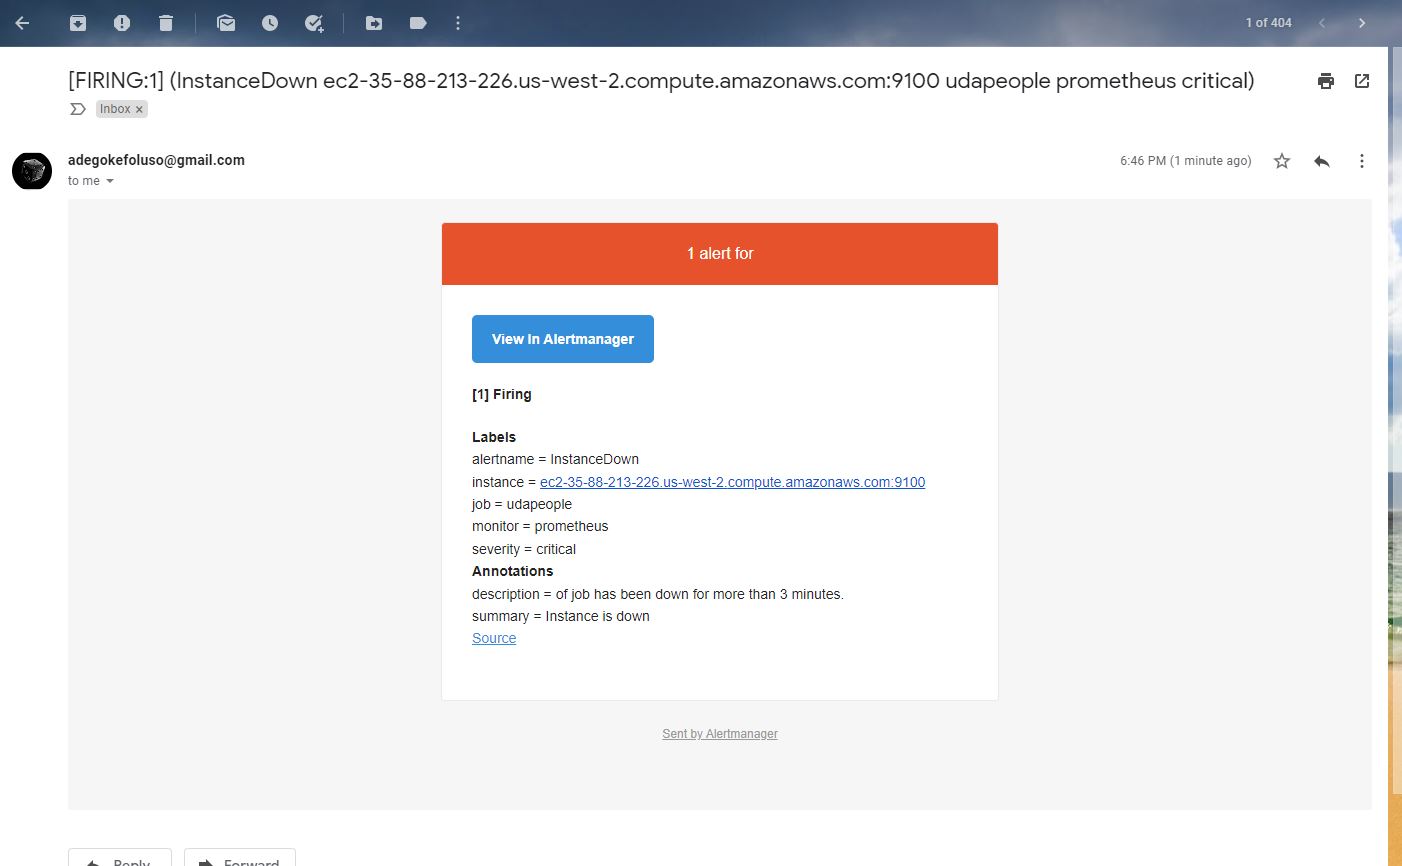 1 of 404
[FIRING:1] (InstanceDown ec2-35-88-213-226.us-west-2.compute.amazonaws.com:9100 udapeople prometheus critical)
Inbox ×
adegokefoluso@gmail.com
6:46 PM (1 minute ago)
to me
1 alert for
View In Alertmanager
[1] Firing
Labels
alertname = InstanceDown
instance = ec2-35-88-213-226.us-west-2.compute.amazonaws.com:9100
job = udapeople
monitor = prometheus
severity = critical
Annotations
description = of job has been down for more than 3 minutes.
summary = Instance is down
Source
Sent by Alertmanager
Reply
Forward